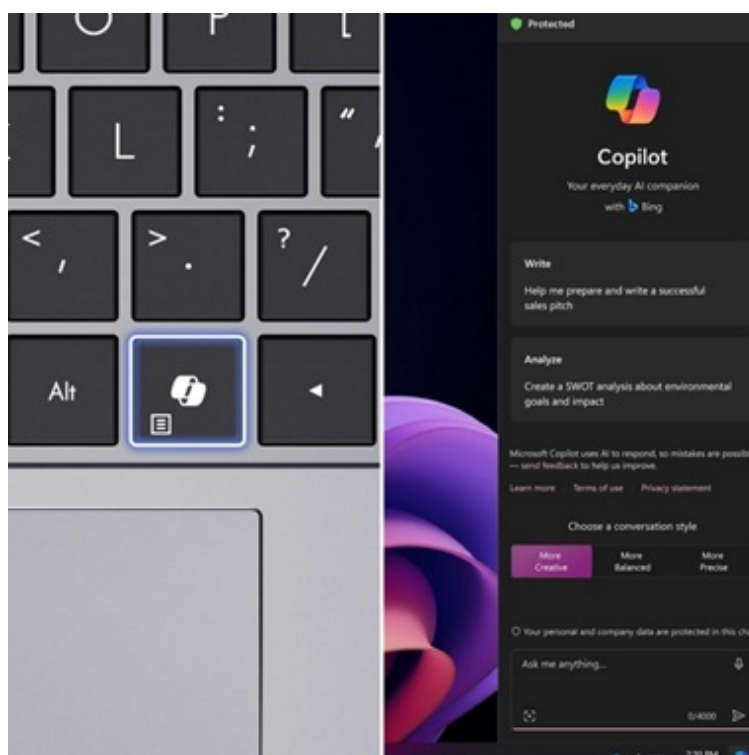 O P [
L : ; "
< , > . ? /
Alt
Protected
Copilot
Your everyday AI companion
with Bing
Write
Help me prepare and write a successful
sales pitch
Analyze
Create a SWOT analysis about environmental
goals and impact
Microsoft Copilot uses AI to respond, so mistakes are
— send feedback to help us improve.
Learn more Terms of use Privacy statement
Choose a conversation style
More Creative
More Balanced
More Precise
Your personal and company data are protected in this
Ask me anything...
0/4000
7:30 PM